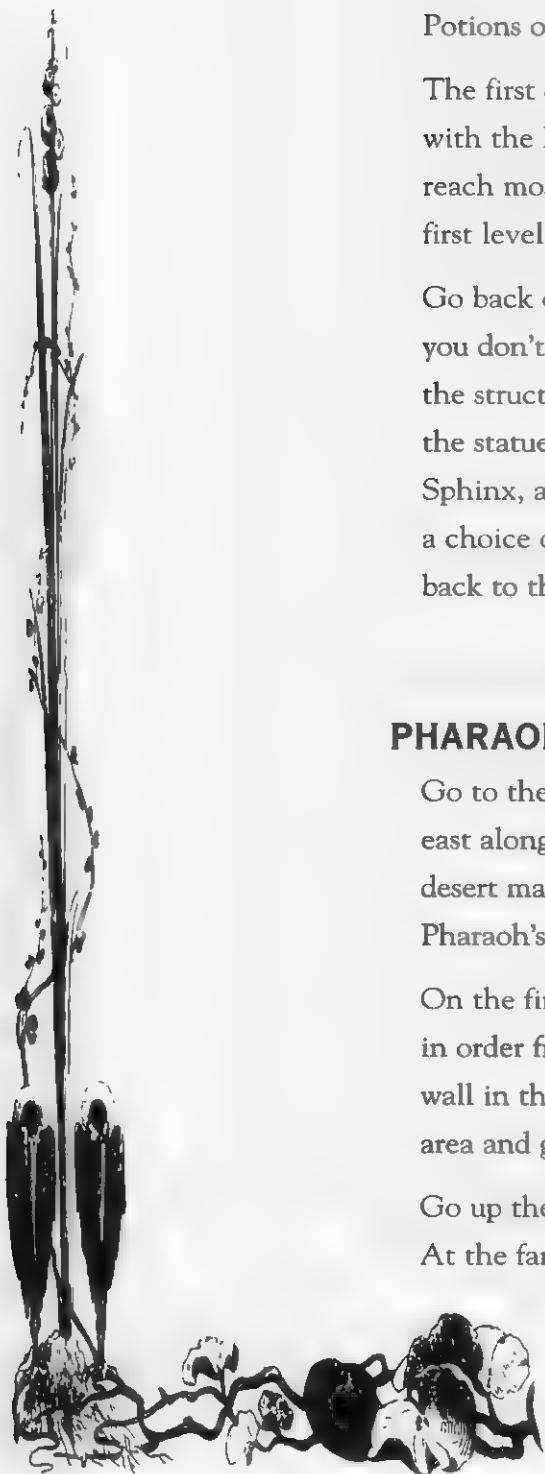 Potions o
The first
with the
reach mo
first level
Go back
you don't
the struct
the statue
Sphinx, a
a choice
back to th
PHARAO
Go to the
east along
desert ma
Pharaoh's
On the fi
in order f
wall in th
area and g
Go up the
At the far